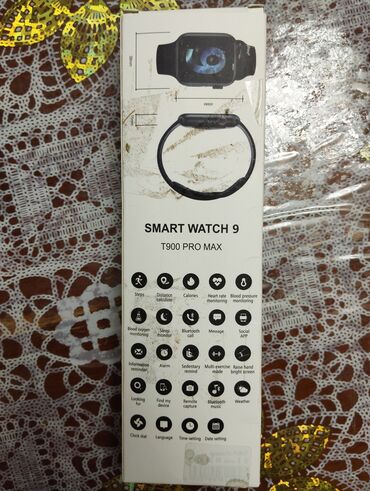 SMART WATCH 9
T900 PRO MAX
Steps
Distance calculate
Calories
Heart rate monitoring
Blood pressure monitoring
Blood oxygen monitoring
Sleep monitor
Bluetooth call
Message
Social APP
Information reminder
Alarm
Sedentary remind
Multi-exercise mode
Raise hand bright screen
Looking for
Find my device
Remote capture
Bluetooth music
Weather
Clock dial
Language
Time setting
Date setting